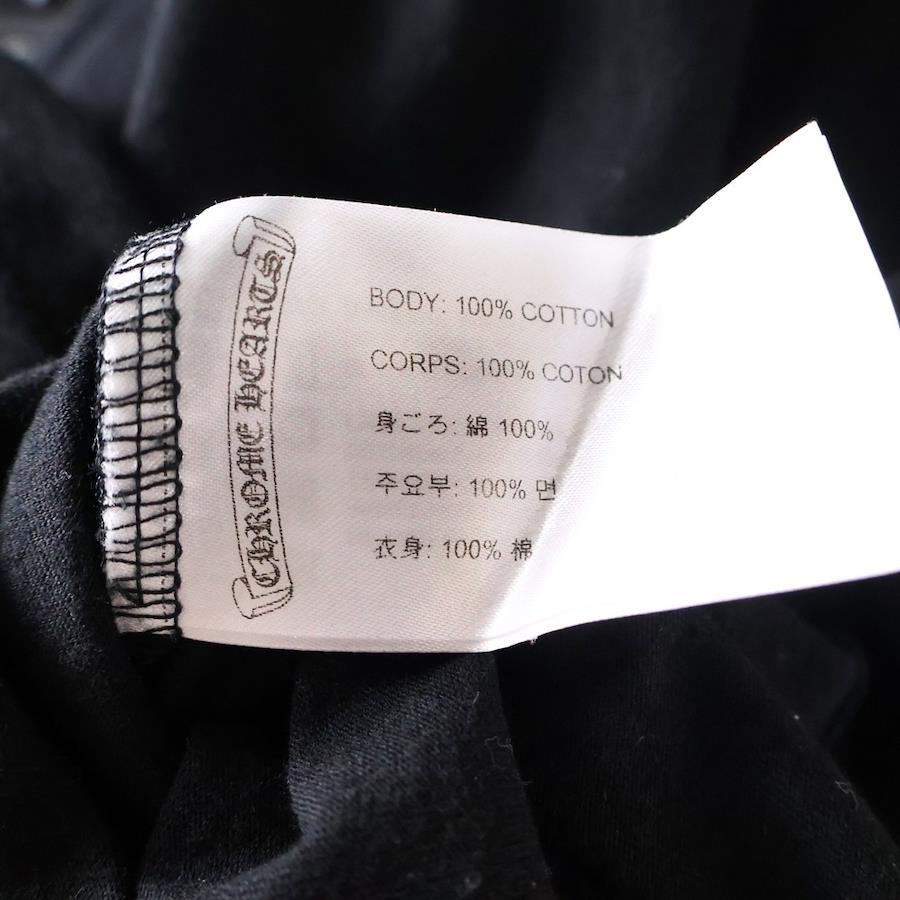 CHROME HEARTS
BODY: 100% COTTON
CORPS: 100% COTON
身ごろ: 綿 100%
주요부: 100% 면
衣身: 100% 棉